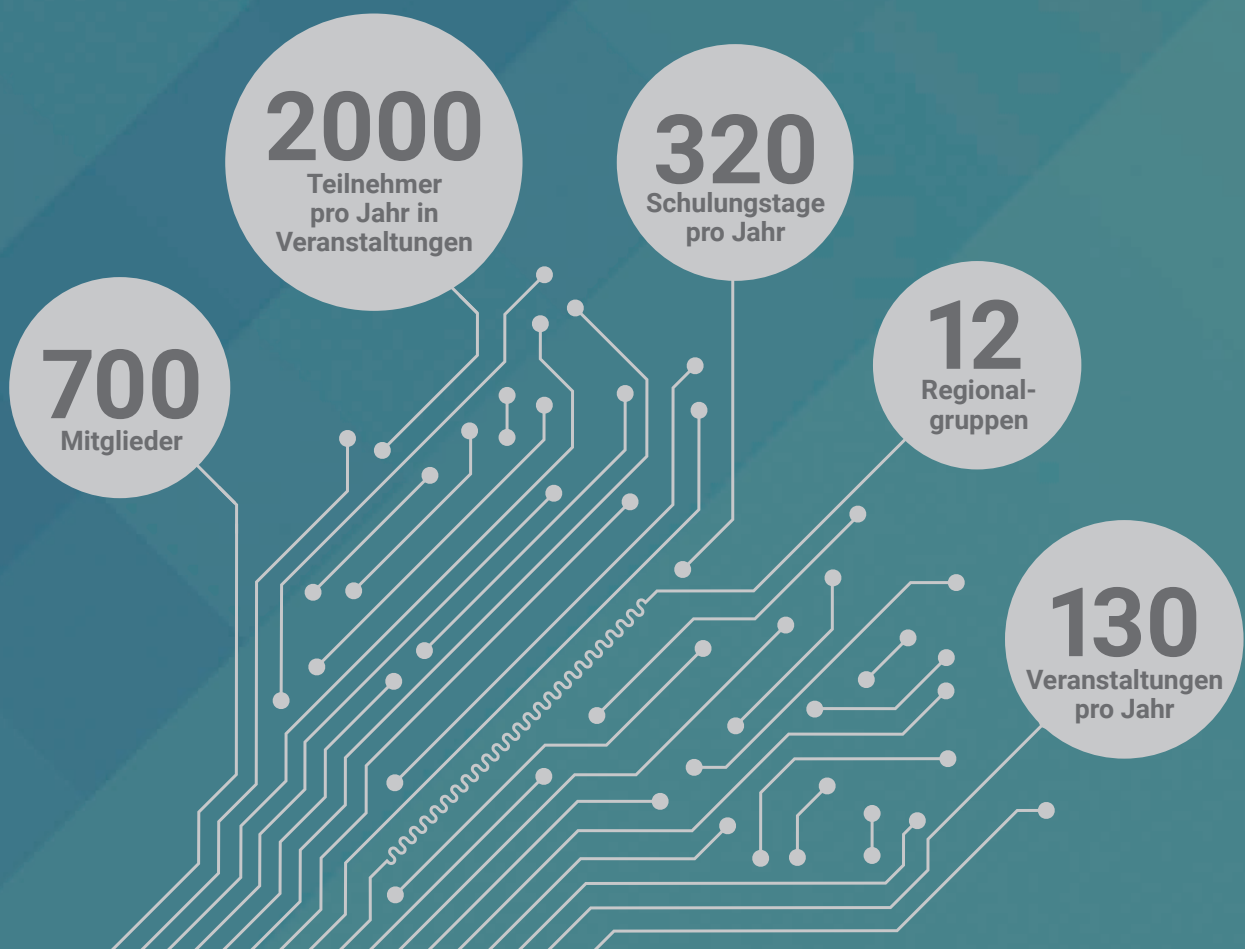 2000
Teilnehmer
pro Jahr in
Veranstaltungen
320
Schulungstage
pro Jahr
700
Mitglieder
12
Regional-
gruppen
130
Veranstaltungen
pro Jahr